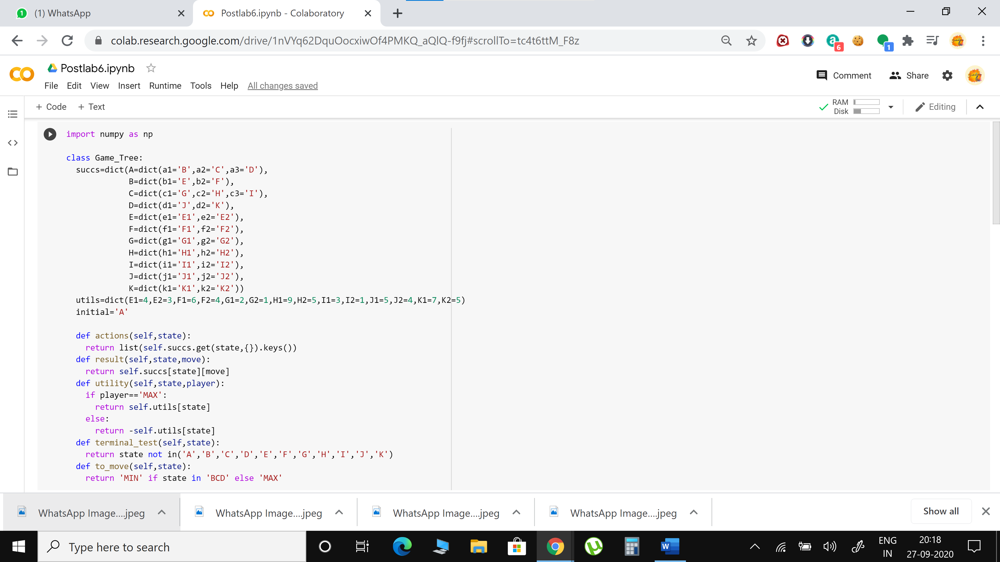 1 (1) WhatsApp
Postlab6.ipynb - Colaboratory
colab.research.google.com/drive/1nVYq62DquOocxiwOf4PMKQ_aQlQ-f9fj#scrollTo=tc4t6ttM_F8z
a 6 1
Postlab6.ipynb
Comment Share
File Edit View Insert Runtime Tools Help All changes saved
+ Code + Text
RAM
Disk
Editing
import numpy as np
class Game_Tree:
  succs=dict(A=dict(a1='B',a2='C',a3='D'),
             B=dict(b1='E',b2='F'),
             C=dict(c1='G',c2='H',c3='I'),
             D=dict(d1='J',d2='K'),
             E=dict(e1='E1',e2='E2'),
             F=dict(f1='F1',f2='F2'),
             G=dict(g1='G1',g2='G2'),
             H=dict(h1='H1',h2='H2'),
             I=dict(i1='I1',i2='I2'),
             J=dict(j1='J1',j2='J2'),
             K=dict(k1='K1',k2='K2'))
  utils=dict(E1=4,E2=3,F1=6,F2=4,G1=2,G2=1,H1=9,H2=5,I1=3,I2=1,J1=5,J2=4,K1=7,K2=5)
  initial='A'
  def actions(self,state):
    return list(self.succs.get(state,{}).keys())
  def result(self,state,move):
    return self.succs[state][move]
  def utility(self,state,player):
    if player=='MAX':
      return self.utils[state]
    else:
      return -self.utils[state]
  def terminal_test(self,state):
    return state not in('A','B','C','D','E','F','G','H','I','J','K')
  def to_move(self,state):
    return 'MIN' if state in 'BCD' else 'MAX'
WhatsApp Image....jpeg
WhatsApp Image....jpeg
WhatsApp Image....jpeg
WhatsApp Image....jpeg
Show all
Type here to search
W
ENG
IN
20:18
27-09-2020